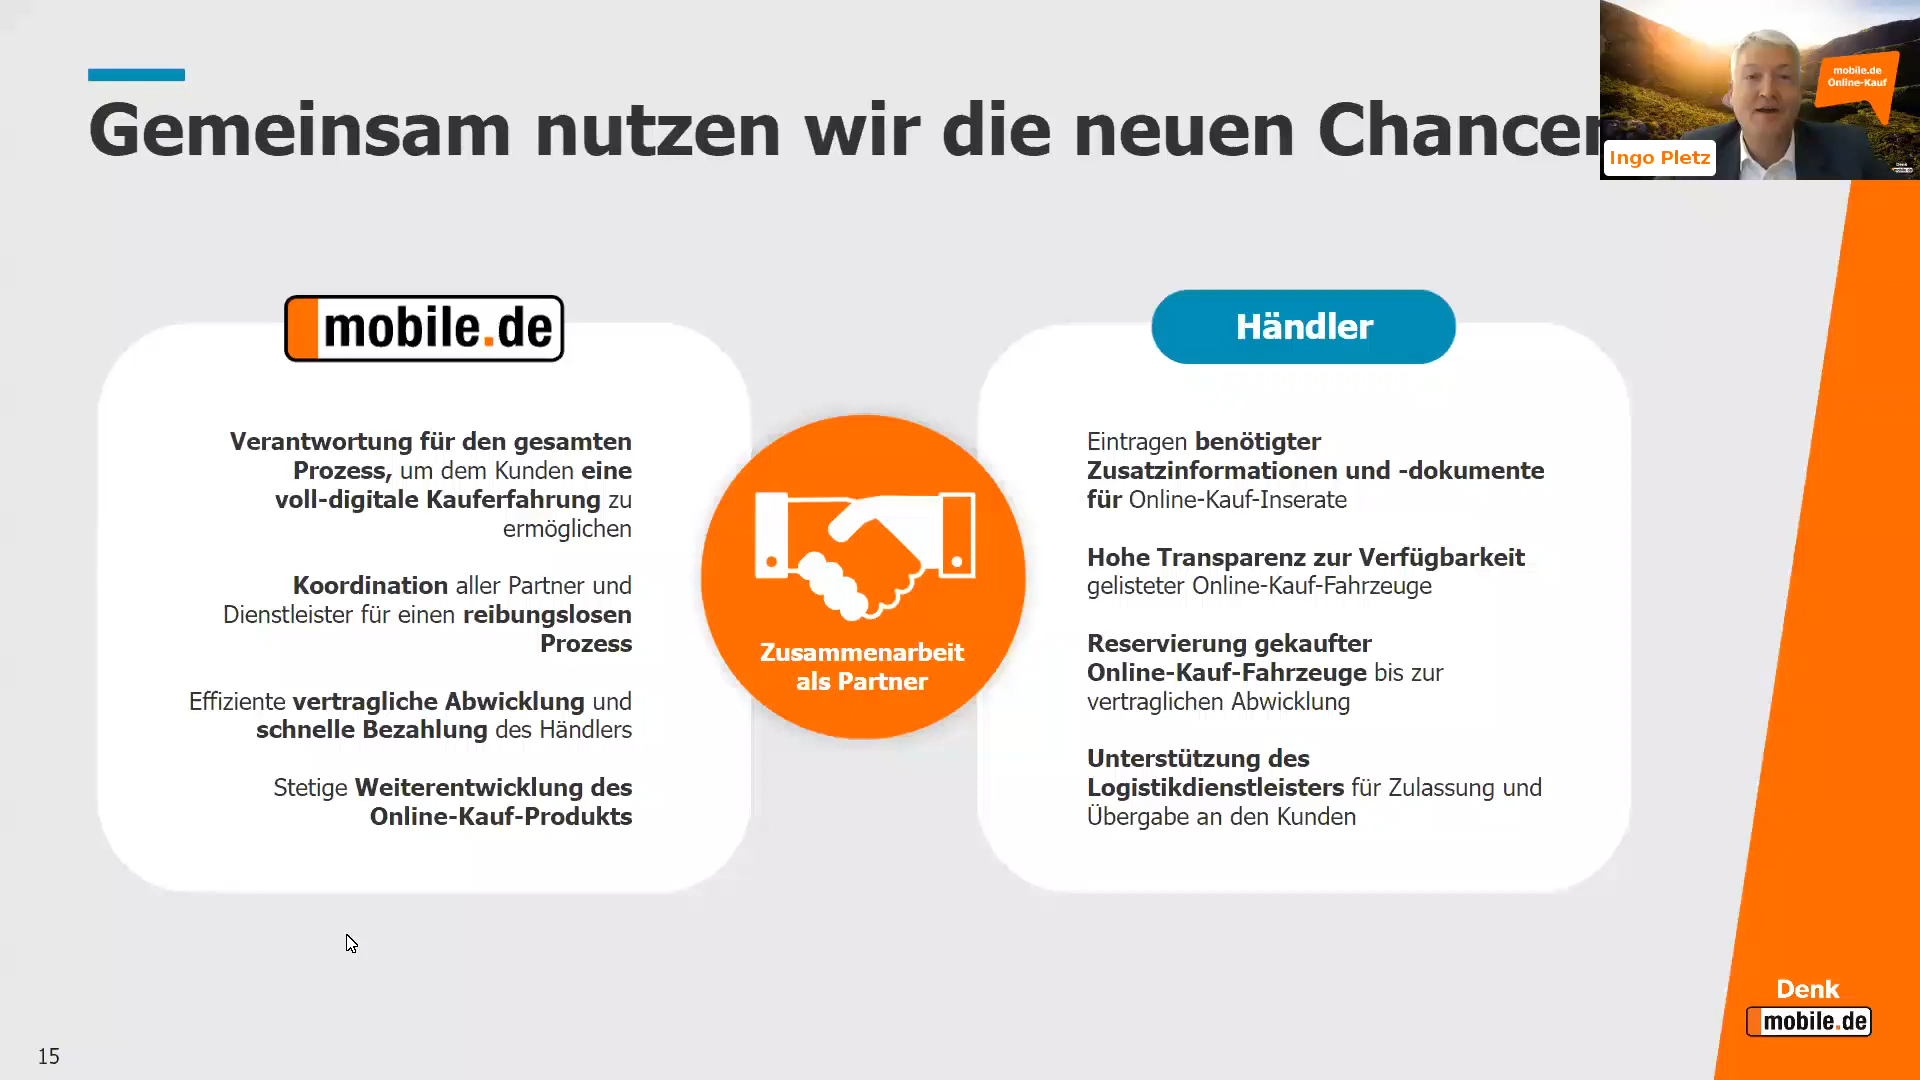 Gemeinsam nutzen wir die neuen Chancen
mobile.de
Online-Kauf
Ingo Pletz
mobile.de
Verantwortung für den gesamten
Prozess, um dem Kunden eine
voll-digitale Kauferfahrung zu
ermöglichen
Koordination aller Partner und
Dienstleister für einen reibungslosen
Prozess
Effiziente vertragliche Abwicklung und
schnelle Bezahlung des Händlers
Stetige Weiterentwicklung des
Online-Kauf-Produkts
Zusammenarbeit
als Partner
Händler
Eintragen benötigter
Zusatzinformationen und -dokumente
für Online-Kauf-Inserate
Hohe Transparenz zur Verfügbarkeit
gelisteter Online-Kauf-Fahrzeuge
Reservierung gekaufter
Online-Kauf-Fahrzeuge bis zur
vertraglichen Abwicklung
Unterstützung des
Logistikdienstleisters für Zulassung und
Übergabe an den Kunden
Denk
mobile.de
15